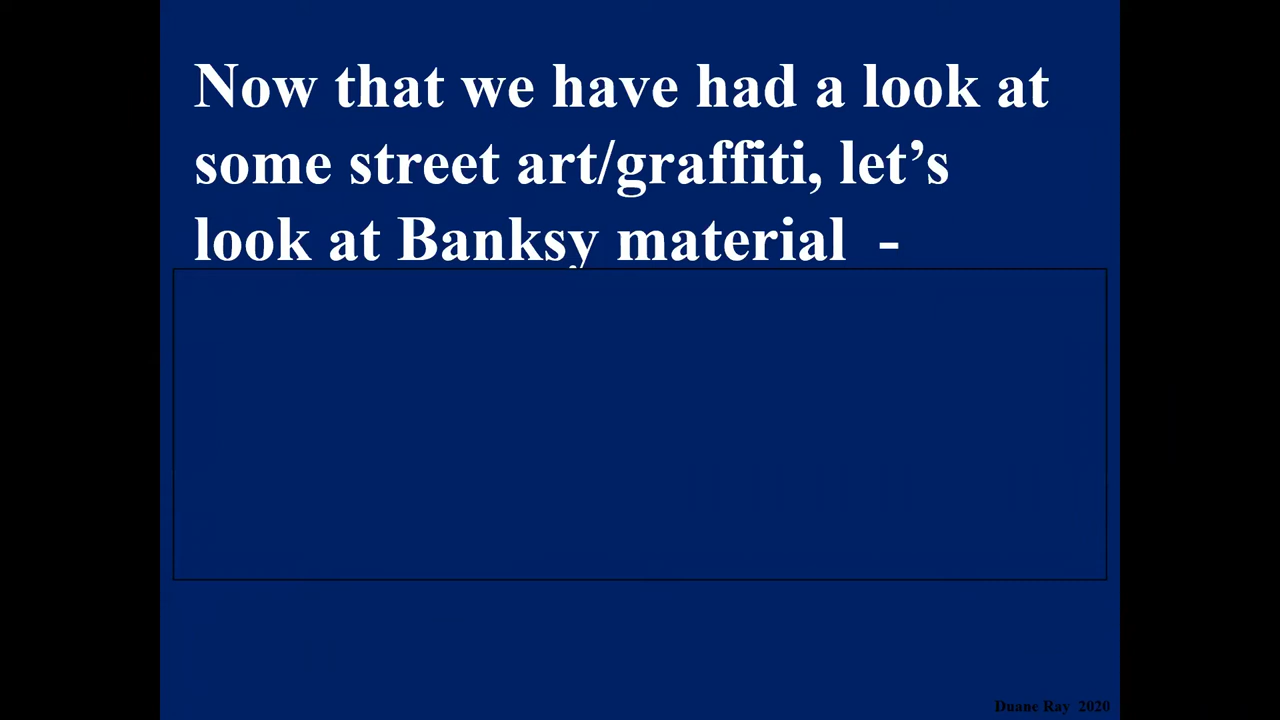 Now that we have had a look at
some street art/graffiti, let’s
look at Banksy material -
Duane Ray 2020